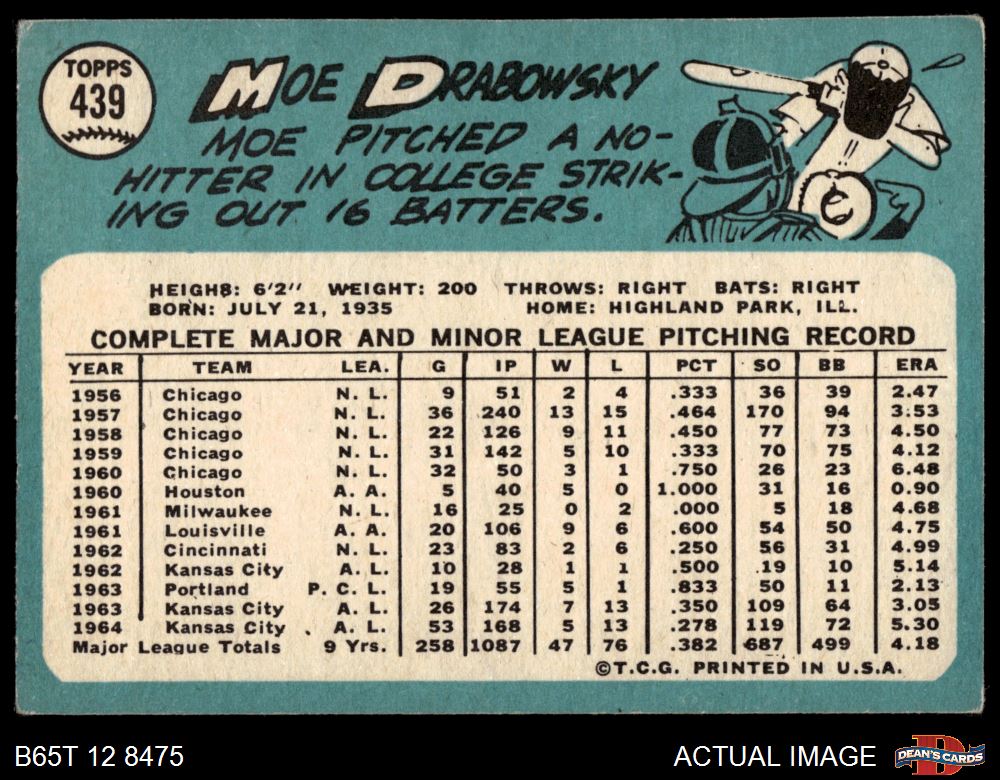 TOPPS
439
MOE DRABOWSKY
MOE PITCHED A NO-
HITTER IN COLLEGE STRIK-
ING OUT 16 BATTERS.
HEIGH8: 6'2" WEIGHT: 200 THROWS: RIGHT BATS: RIGHT
BORN: JULY 21, 1935 HOME: HIGHLAND PARK, ILL.
COMPLETE MAJOR AND MINOR LEAGUE PITCHING RECORD
YEAR TEAM LEA. G IP W L PCT SO BB ERA
1956 Chicago N. L. 9 51 2 4 .333 36 39 2.47
1957 Chicago N. L. 36 240 13 15 .464 170 94 3.53
1958 Chicago N. L. 22 126 9 11 .450 77 73 4.50
1959 Chicago N. L. 31 142 5 10 .333 70 75 4.12
1960 Chicago N. L. 32 50 3 1 .750 26 23 6.48
1960 Houston A. A. 5 40 5 0 1.000 31 16 0.90
1961 Milwaukee N. L. 16 25 0 2 .000 5 18 4.68
1961 Louisville A. A. 20 106 9 6 .600 54 50 4.75
1962 Cincinnati N. L. 23 83 2 6 .250 56 31 4.99
1962 Kansas City A. L. 10 28 1 1 .500 19 10 5.14
1963 Portland P. C. L. 19 55 5 1 .833 50 11 2.13
1963 Kansas City A. L. 26 174 7 13 .350 109 64 3.05
1964 Kansas City A. L. 53 168 5 13 .278 119 72 5.30
Major League Totals 9 Yrs. 258 1087 47 76 .382 687 499 4.18
©T.C.G. PRINTED IN U.S.A.
B65T 12 8475 ACTUAL IMAGE
D
DEAN'S CARDS